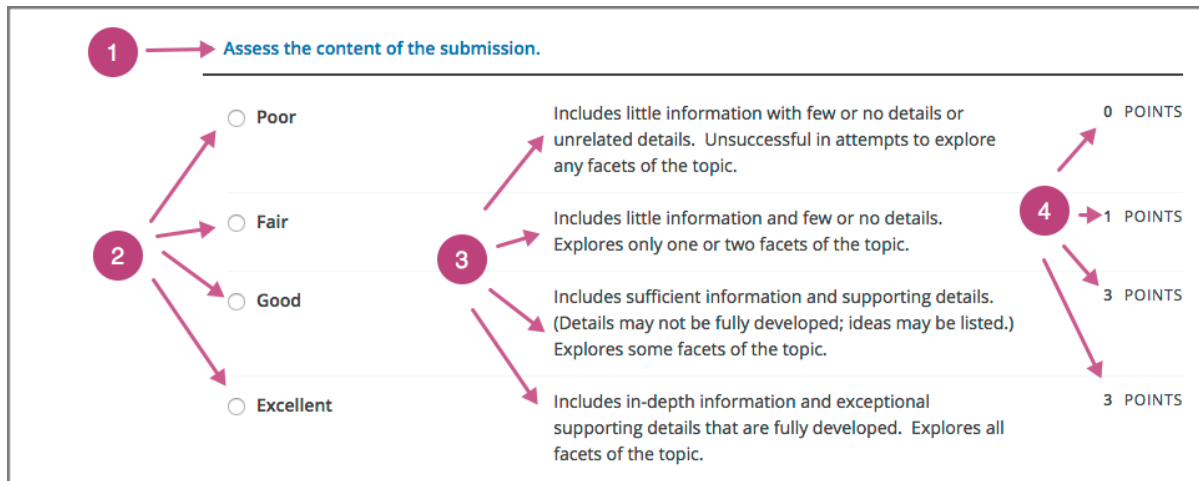 1 Assess the content of the submission.
Poor Includes little information with few or no details or 0 POINTS
unrelated details. Unsuccessful in attempts to explore
any facets of the topic.
2
Fair 3 Includes little information and few or no details. 4 1 POINTS
Explores only one or two facets of the topic.
Good Includes sufficient information and supporting details. 3 POINTS
(Details may not be fully developed; ideas may be listed.)
Explores some facets of the topic.
Excellent Includes in-depth information and exceptional 3 POINTS
supporting details that are fully developed. Explores all
facets of the topic.